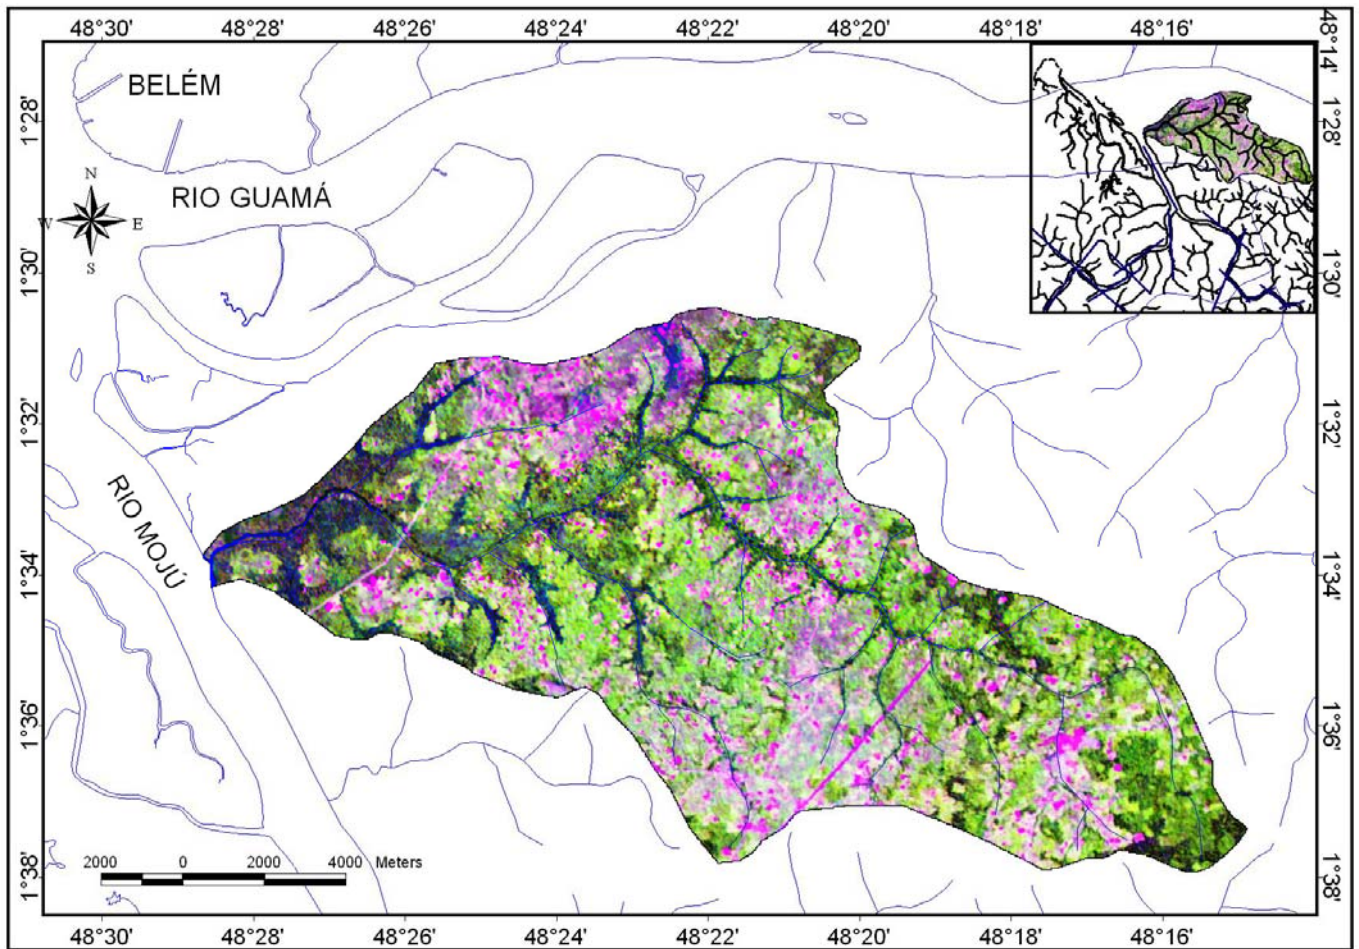 48°30' 48°28' 48°26' 48°24' 48°22' 48°20' 48°18' 48°16' 48°14'
BELÉM
1°28' 1°28'
RIO GUAMÁ
N
W E
S
1°30' 1°30'
1°32' 1°32'
RIO MOJÚ
1°34' 1°34'
1°36' 1°36'
2000 0 2000 4000 Meters
1°38' 1°38'
48°30' 48°28' 48°26' 48°24' 48°22' 48°20' 48°18' 48°16'